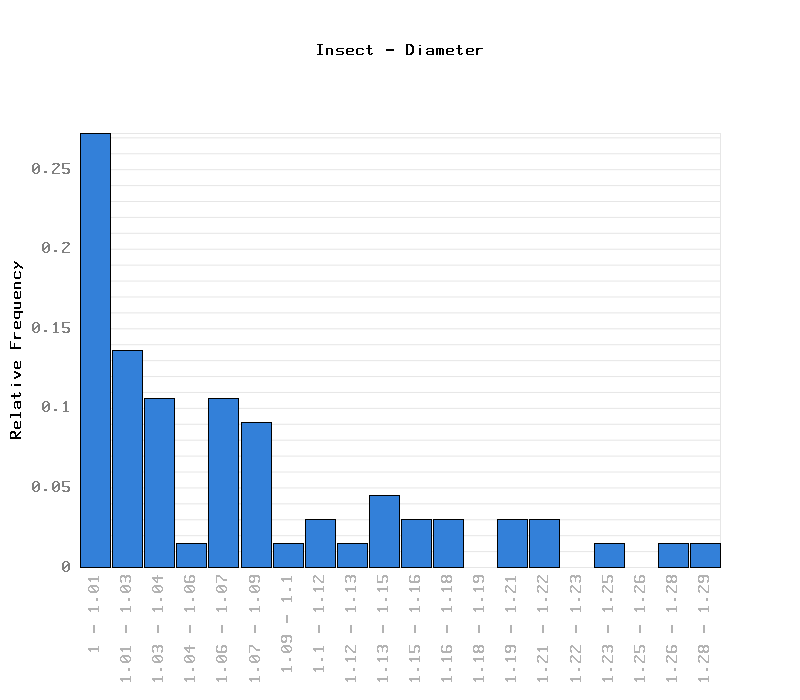 Insect - Diameter
Relative Frequency
0.25
0.2
0.15
0.1
0.05
0
1 - 1.01
1.01 - 1.03
1.03 - 1.04
1.04 - 1.06
1.06 - 1.07
1.07 - 1.09
1.09 - 1.1
1.1 - 1.12
1.12 - 1.13
1.13 - 1.15
1.15 - 1.16
1.16 - 1.18
1.18 - 1.19
1.19 - 1.21
1.21 - 1.22
1.22 - 1.23
1.23 - 1.25
1.25 - 1.26
1.26 - 1.28
1.28 - 1.29